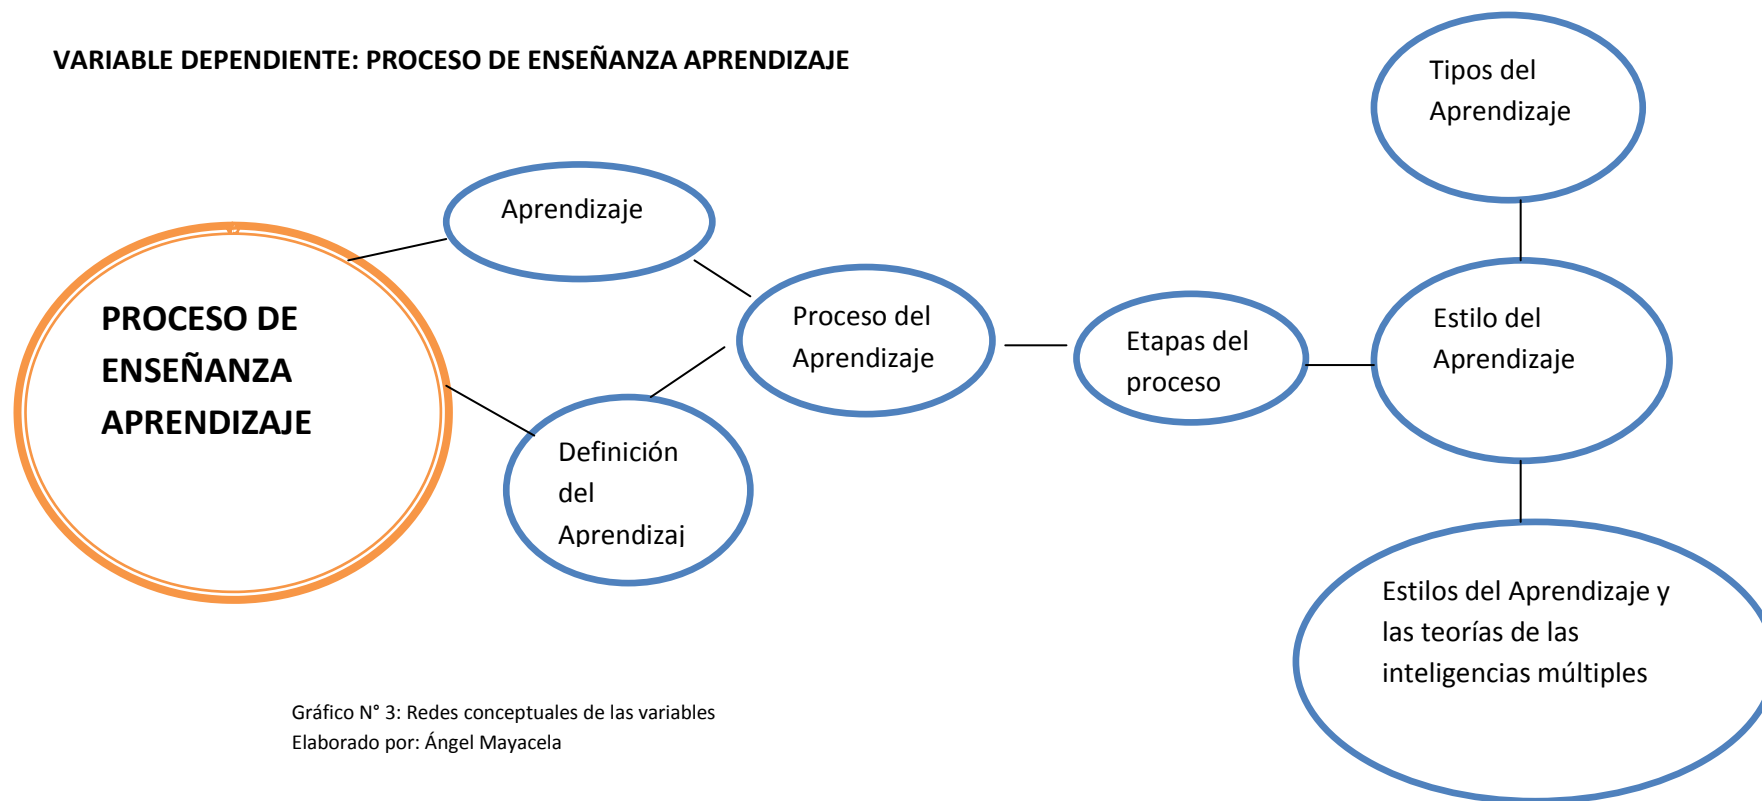 VARIABLE DEPENDIENTE: PROCESO DE ENSEÑANZA APRENDIZAJE
Tipos del
Aprendizaje
Aprendizaje
PROCESO DE
ENSEÑANZA
APRENDIZAJE
Proceso del
Aprendizaje
Etapas del
proceso
Estilo del
Aprendizaje
Definición
del
Aprendizaj
Estilos del Aprendizaje y
las teorías de las
inteligencias múltiples
Gráfico N° 3: Redes conceptuales de las variables
Elaborado por: Ángel Mayacela